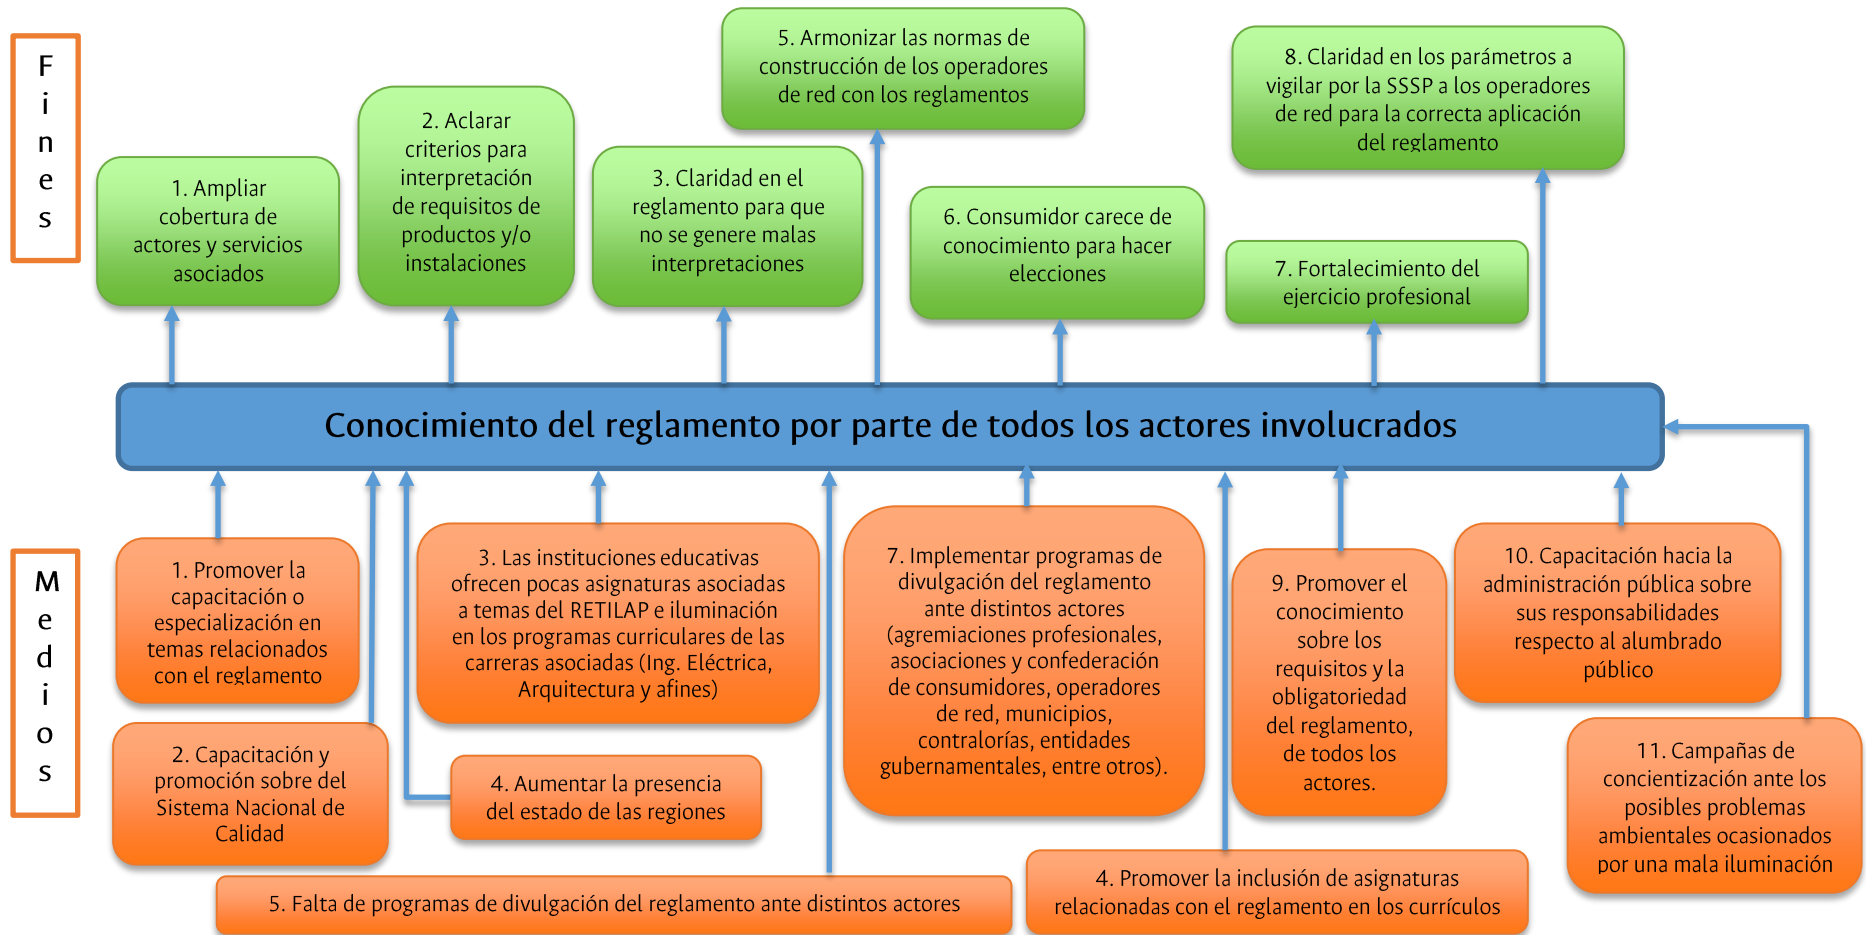 Fines
1. Ampliar
cobertura de
actores y servicios
asociados
2. Aclarar
criterios para
interpretación
de requisitos de
productos y/o
instalaciones
3. Claridad en el
reglamento para que
no se genere malas
interpretaciones
5. Armonizar las normas de
construcción de los operadores
de red con los reglamentos
6. Consumidor carece de
conocimiento para hacer
elecciones
7. Fortalecimiento del
ejercicio profesional
8. Claridad en los parámetros a
vigilar por la SSSP a los operadores
de red para la correcta aplicación
del reglamento
Conocimiento del reglamento por parte de todos los actores involucrados
Medios
1. Promover la
capacitación o
especialización en
temas relacionados
con el reglamento
2. Capacitación y
promoción sobre del
Sistema Nacional de
Calidad
3. Las instituciones educativas
ofrecen pocas asignaturas asociadas
a temas del RETILAP e iluminación
en los programas curriculares de las
carreras asociadas (Ing. Eléctrica,
Arquitectura y afines)
4. Aumentar la presencia
del estado de las regiones
5. Falta de programas de divulgación del reglamento ante distintos actores
7. Implementar programas de
divulgación del reglamento
ante distintos actores
(agremiaciones profesionales,
asociaciones y confederación
de consumidores, operadores
de red, municipios,
contralorías, entidades
gubernamentales, entre otros).
4. Promover la inclusión de asignaturas
relacionadas con el reglamento en los currículos
9. Promover el
conocimiento
sobre los
requisitos y la
obligatoriedad
del reglamento,
de todos los
actores.
10. Capacitación hacia la
administración pública sobre
sus responsabilidades
respecto al alumbrado
público
11. Campañas de
concientización ante los
posibles problemas
ambientales ocasionados
por una mala iluminación